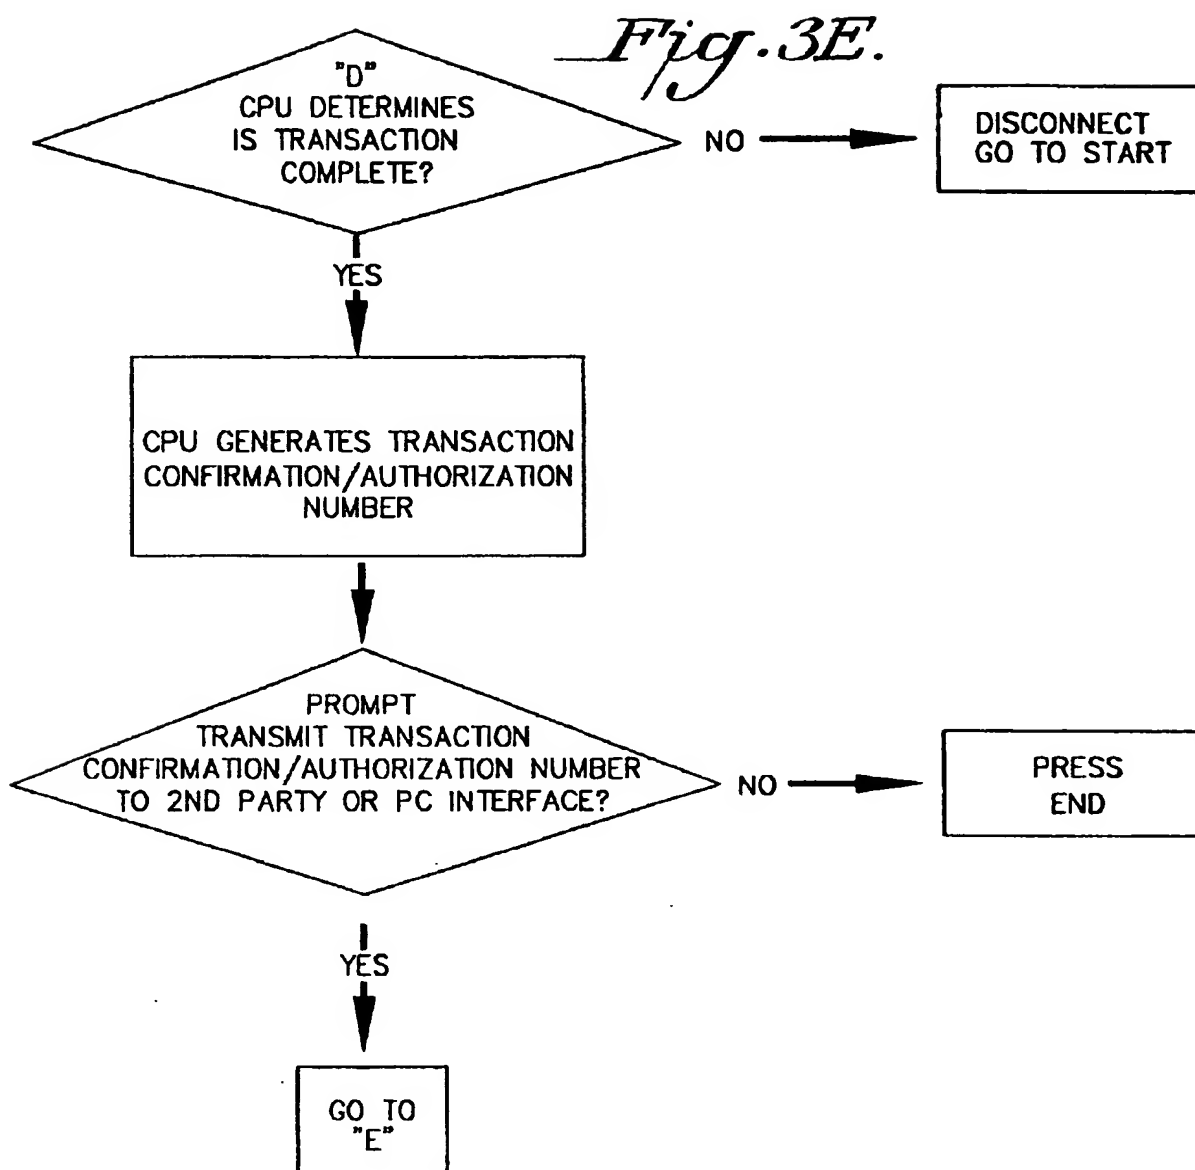 Fig. 3E.
"D"
CPU DETERMINES
IS TRANSACTION
COMPLETE?
NO
DISCONNECT
GO TO START
YES
CPU GENERATES TRANSACTION
CONFIRMATION/AUTHORIZATION
NUMBER
PROMPT
TRANSMIT TRANSACTION
CONFIRMATION/AUTHORIZATION NUMBER
TO 2ND PARTY OR PC INTERFACE?
NO
PRESS
END
YES
GO TO
"E"